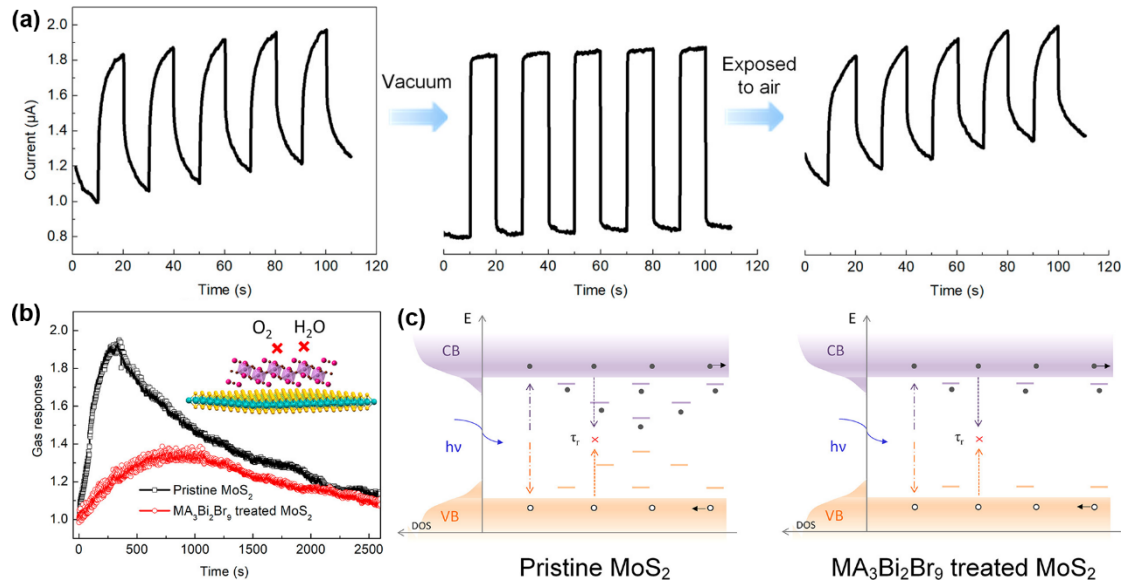 (a)
2.0
1.8
1.6
1.4
1.2
1.0
0.8
Current (μA)
0 20 40 60 80 100 120
Time (s)
Vacuum
0 20 40 60 80 100 120
Time (s)
Exposed
to air
0 20 40 60 80 100 120
Time (s)
(b)
2.0
1.8
1.6
1.4
1.2
1.0
Gas response
O₂ H₂O
Pristine MoS₂
MA₃Bi₂Br₉ treated MoS₂
0 500 1000 1500 2000 2500
Time (s)
(c)
E
CB
hν
τᵣ
VB
DOS
Pristine MoS₂
E
CB
hν
τᵣ
VB
DOS
MA₃Bi₂Br₉ treated MoS₂